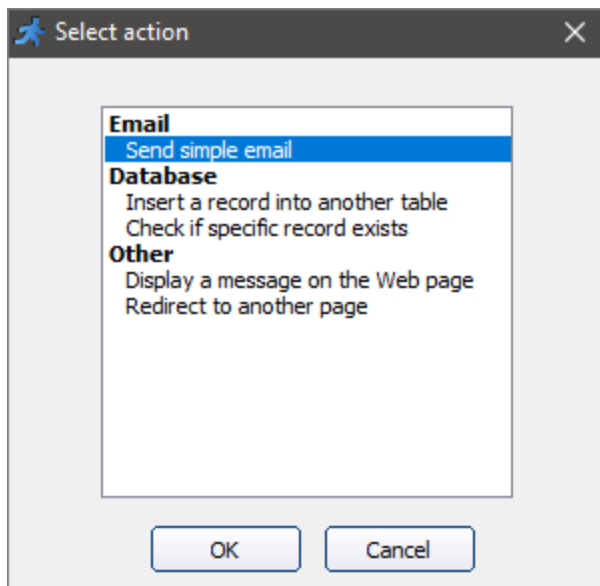 Select action
Email
Send simple email
Database
Insert a record into another table
Check if specific record exists
Other
Display a message on the Web page
Redirect to another page
OK
Cancel